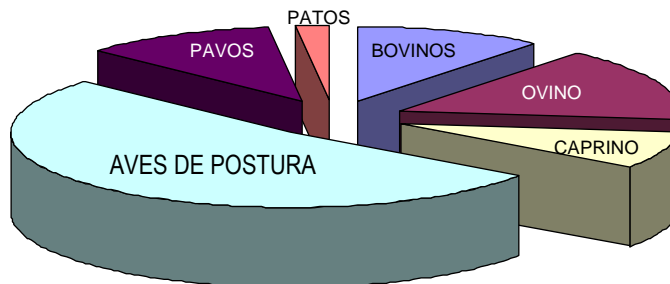 PATOS
PAVOS
BOVINOS
OVINO
CAPRINO
AVES DE POSTURA